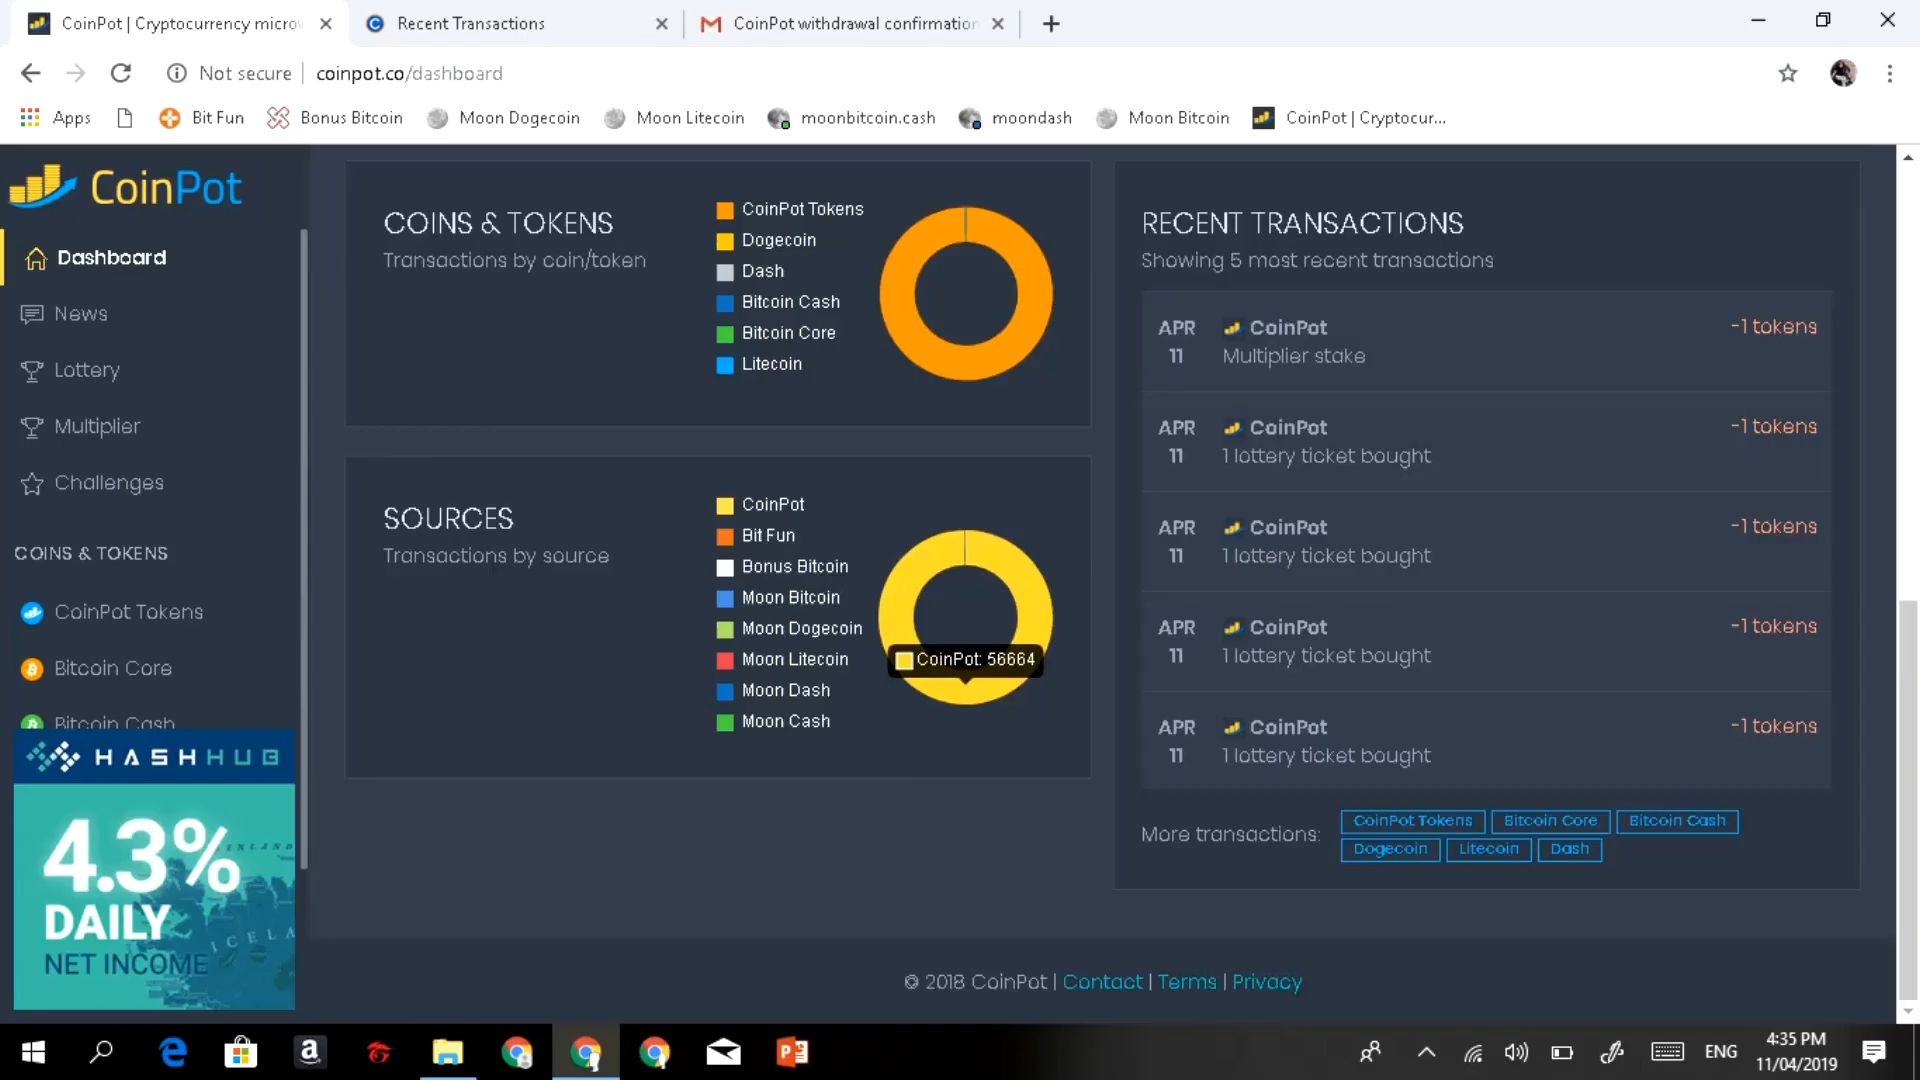 CoinPot | Cryptocurrency micro
Recent Transactions
CoinPot withdrawal confirmation
Not secure
coinpot.co/dashboard
Apps
Bit Fun
Bonus Bitcoin
Moon Dogecoin
Moon Litecoin
moonbitcoin.cash
moondash
Moon Bitcoin
CoinPot | Cryptocur...
CoinPot
Dashboard
News
Lottery
Multiplier
Challenges
COINS & TOKENS
CoinPot Tokens
Bitcoin Core
Bitcoin Cash
HASHHUB
4.3%
DAILY
NET INCOME
COINS & TOKENS
Transactions by coin/token
CoinPot Tokens
Dogecoin
Dash
Bitcoin Cash
Bitcoin Core
Litecoin
SOURCES
Transactions by source
CoinPot
Bit Fun
Bonus Bitcoin
Moon Bitcoin
Moon Dogecoin
Moon Litecoin
Moon Dash
Moon Cash
CoinPot: 56664
RECENT TRANSACTIONS
Showing 5 most recent transactions
APR 11 CoinPot -1 tokens
Multiplier stake
APR 11 CoinPot -1 tokens
1 lottery ticket bought
APR 11 CoinPot -1 tokens
1 lottery ticket bought
APR 11 CoinPot -1 tokens
1 lottery ticket bought
APR 11 CoinPot -1 tokens
1 lottery ticket bought
More transactions: CoinPot Tokens Bitcoin Core Bitcoin Cash
Dogecoin Litecoin Dash
© 2018 CoinPot | Contact | Terms | Privacy
ENG
4:35 PM
11/04/2019